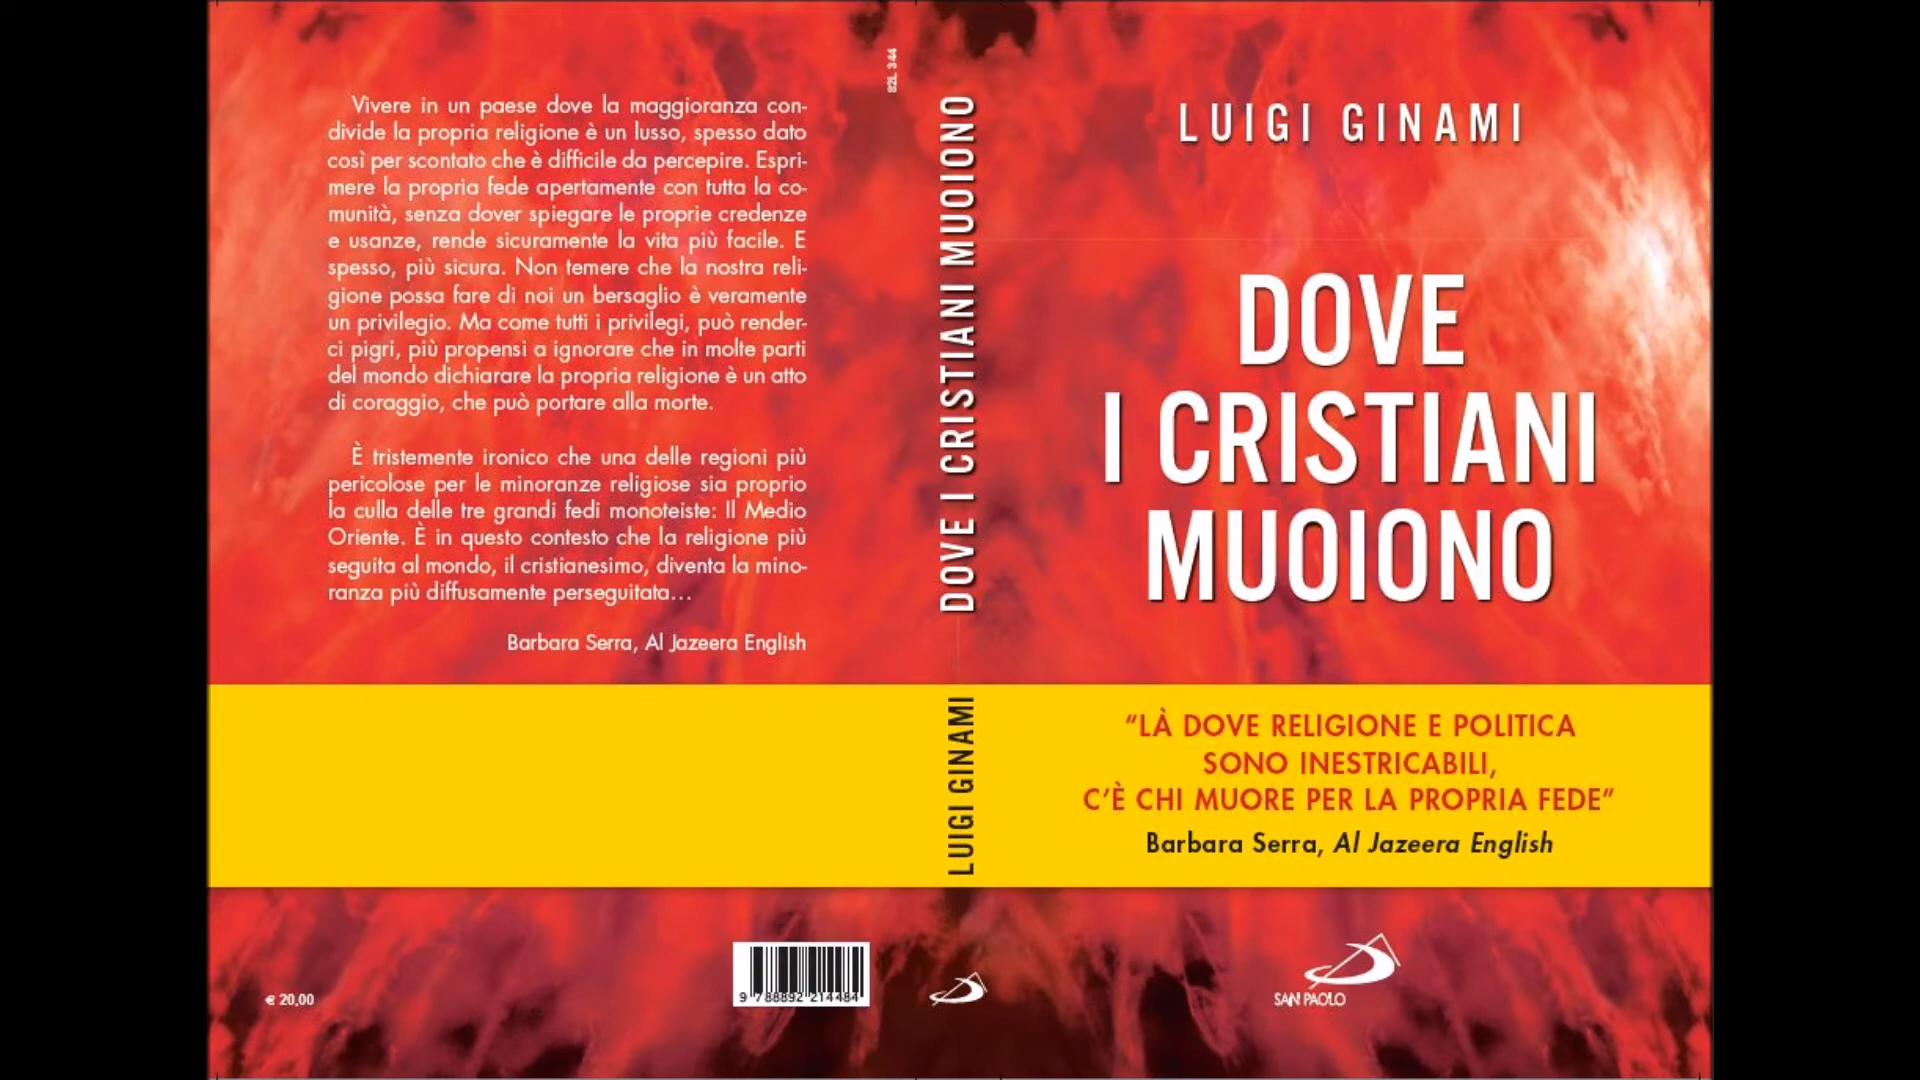 Vivere in un paese dove la maggioranza con-
divide la propria religione è un lusso, spesso dato
così per scontato che è difficile da percepire. Espri-
mere la propria fede apertamente con tutta la co-
munità, senza dover spiegare le proprie credenze
e usanze, rende sicuramente la vita più facile. E
spesso, più sicura. Non temere che la nostra reli-
gione possa fare di noi un bersaglio è veramente
un privilegio. Ma come tutti i privilegi, può render-
ci pigri, più propensi a ignorare che in molte parti
del mondo dichiarare la propria religione è un atto
di coraggio, che può portare alla morte.
È tristemente ironico che una delle regioni più
pericolose per le minoranze religiose sia proprio
la culla delle tre grandi fedi monoteiste: Il Medio
Oriente. È in questo contesto che la religione più
seguita al mondo, il cristianesimo, diventa la mino-
ranza più diffusamente perseguitata...
Barbara Serra, Al Jazeera English
€ 20,00
9 788892 214484
82L 344
LUIGI GINAMI DOVE I CRISTIANI MUOIONO
LUIGI GINAMI
DOVE
I CRISTIANI
MUOIONO
“LÀ DOVE RELIGIONE E POLITICA
SONO INESTRICABILI,
C’È CHI MUORE PER LA PROPRIA FEDE”
Barbara Serra, Al Jazeera English
SAN PAOLO